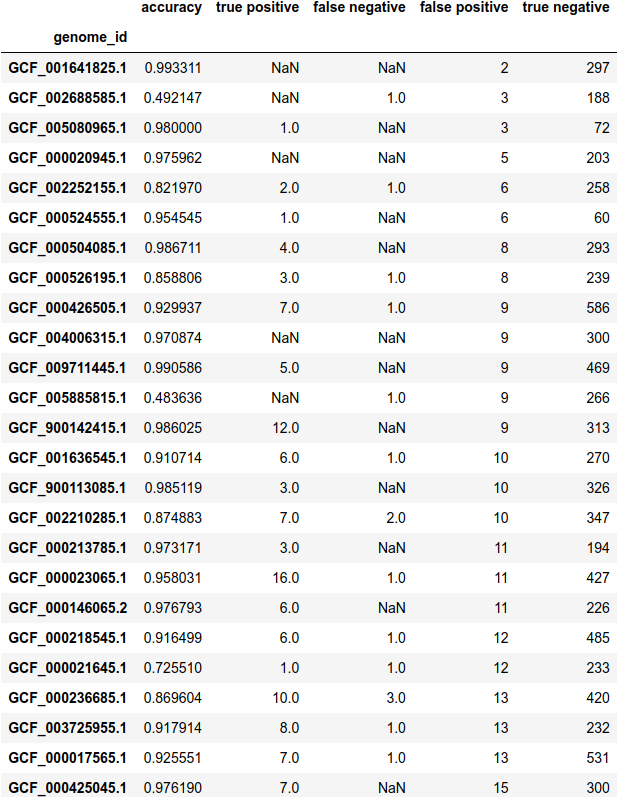 accuracy true positive false negative false positive true negative
genome_id
GCF_001641825.1 0.993311 NaN NaN 2 297
GCF_002688585.1 0.492147 NaN 1.0 3 188
GCF_005080965.1 0.980000 1.0 NaN 3 72
GCF_000020945.1 0.975962 NaN NaN 5 203
GCF_002252155.1 0.821970 2.0 1.0 6 258
GCF_000524555.1 0.954545 1.0 NaN 6 60
GCF_000504085.1 0.986711 4.0 NaN 8 293
GCF_000526195.1 0.858806 3.0 1.0 8 239
GCF_000426505.1 0.929937 7.0 1.0 9 586
GCF_004006315.1 0.970874 NaN NaN 9 300
GCF_009711445.1 0.990586 5.0 NaN 9 469
GCF_005885815.1 0.483636 NaN 1.0 9 266
GCF_900142415.1 0.986025 12.0 NaN 9 313
GCF_001636545.1 0.910714 6.0 1.0 10 270
GCF_900113085.1 0.985119 3.0 NaN 10 326
GCF_002210285.1 0.874883 7.0 2.0 10 347
GCF_000213785.1 0.973171 3.0 NaN 11 194
GCF_000023065.1 0.958031 16.0 1.0 11 427
GCF_000146065.2 0.976793 6.0 NaN 11 226
GCF_000218545.1 0.916499 6.0 1.0 12 485
GCF_000021645.1 0.725510 1.0 1.0 12 233
GCF_000236685.1 0.869604 10.0 3.0 13 420
GCF_003725955.1 0.917914 8.0 1.0 13 232
GCF_000017565.1 0.925551 7.0 1.0 13 531
GCF_000425045.1 0.976190 7.0 NaN 15 300